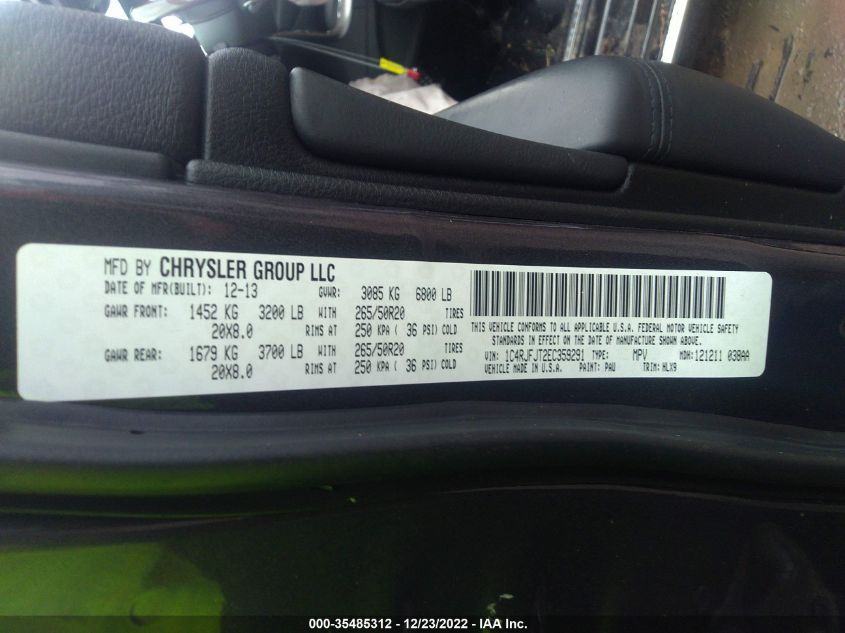 MFD BY CHRYSLER GROUP LLC
DATE OF MFR(BUILT): 12-13 GVWR: 3085 KG 6800 LB
GAWR FRONT: 1452 KG 3200 LB WITH 265/50R20 TIRES
20X8.0 RIMS AT 250 KPA ( 36 PSI) COLD
GAWR REAR: 1679 KG 3700 LB WITH 265/50R20 TIRES
20X8.0 RIMS AT 250 KPA ( 36 PSI) COLD
THIS VEHICLE CONFORMS TO ALL APPLICABLE U.S.A. FEDERAL MOTOR VEHICLE SAFETY
STANDARDS IN EFFECT ON THE DATE OF MANUFACTURE SHOWN ABOVE.
VIN: 1C4RJFJT2EC359291 TYPE: MPV MDH: 121211 038AA
VEHICLE MADE IN U.S.A. PAINT: PAU TRIM: HLX9
000-35485312 - 12/23/2022 - IAA Inc.